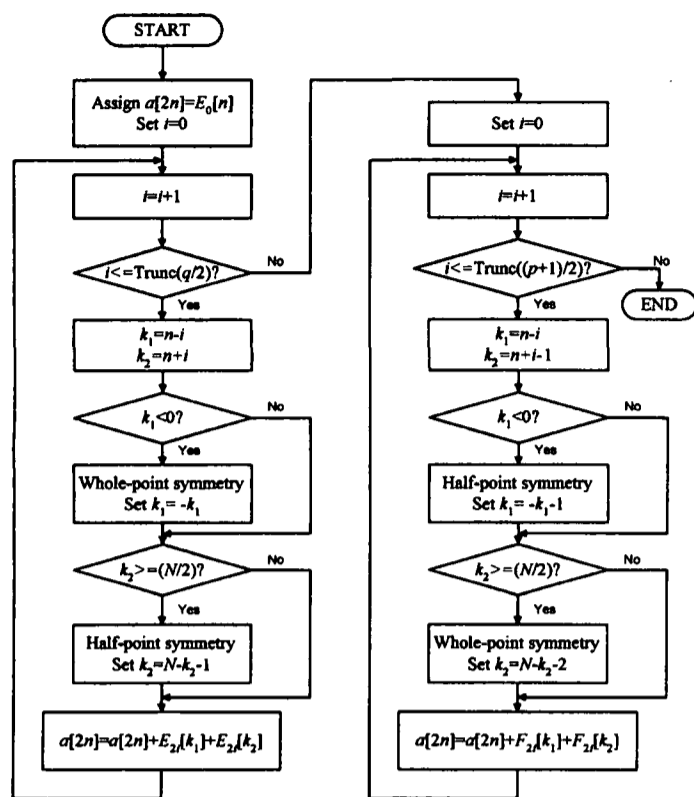 START
Assign a[2n]=E₀[n]
Set i=0
i=i+1
i<=Trunc(q/2)?
No
Yes
k₁=n-i
k₂=n+i
k₁<0?
No
Yes
Whole-point symmetry
Set k₁= -k₁
k₂>=(N/2)?
No
Yes
Half-point symmetry
Set k₂=N-k₂-1
a[2n]=a[2n]+E₂ᵢ[k₁]+E₂ᵢ[k₂]
Set i=0
i=i+1
i<=Trunc((p+1)/2)?
No
END
Yes
k₁=n-i
k₂=n+i-1
k₁<0?
No
Yes
Half-point symmetry
Set k₁= -k₁-1
k₂>=(N/2)?
No
Yes
Whole-point symmetry
Set k₂=N-k₂-2
a[2n]=a[2n]+F₂ᵢ[k₁]+F₂ᵢ[k₂}